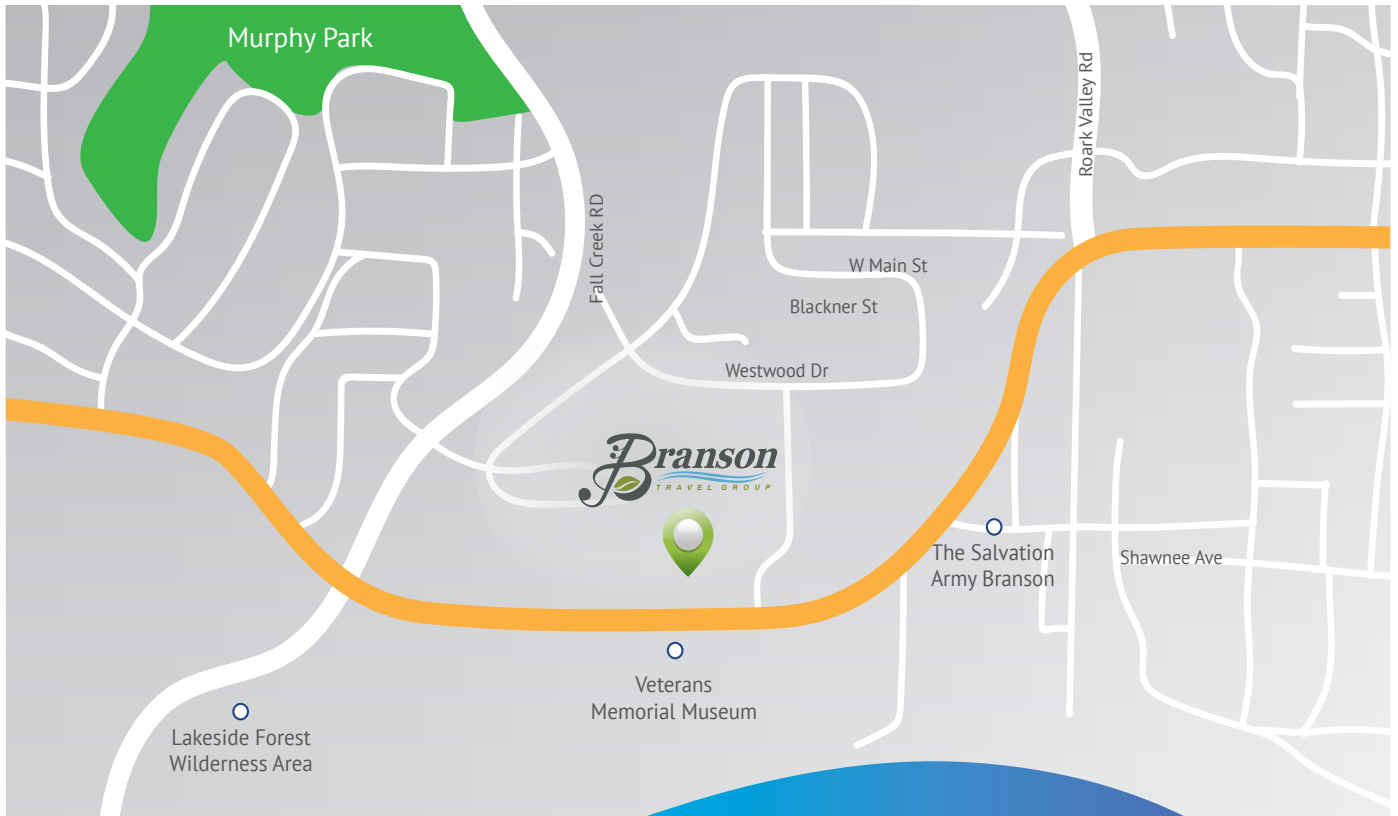 Murphy Park
Roark Valley Rd
Fall Creek RD
W Main St
Blackner St
Westwood Dr
Branson
TRAVEL GROUP
The Salvation
Army Branson
Shawnee Ave
Veterans
Memorial Museum
Lakeside Forest
Wilderness Area